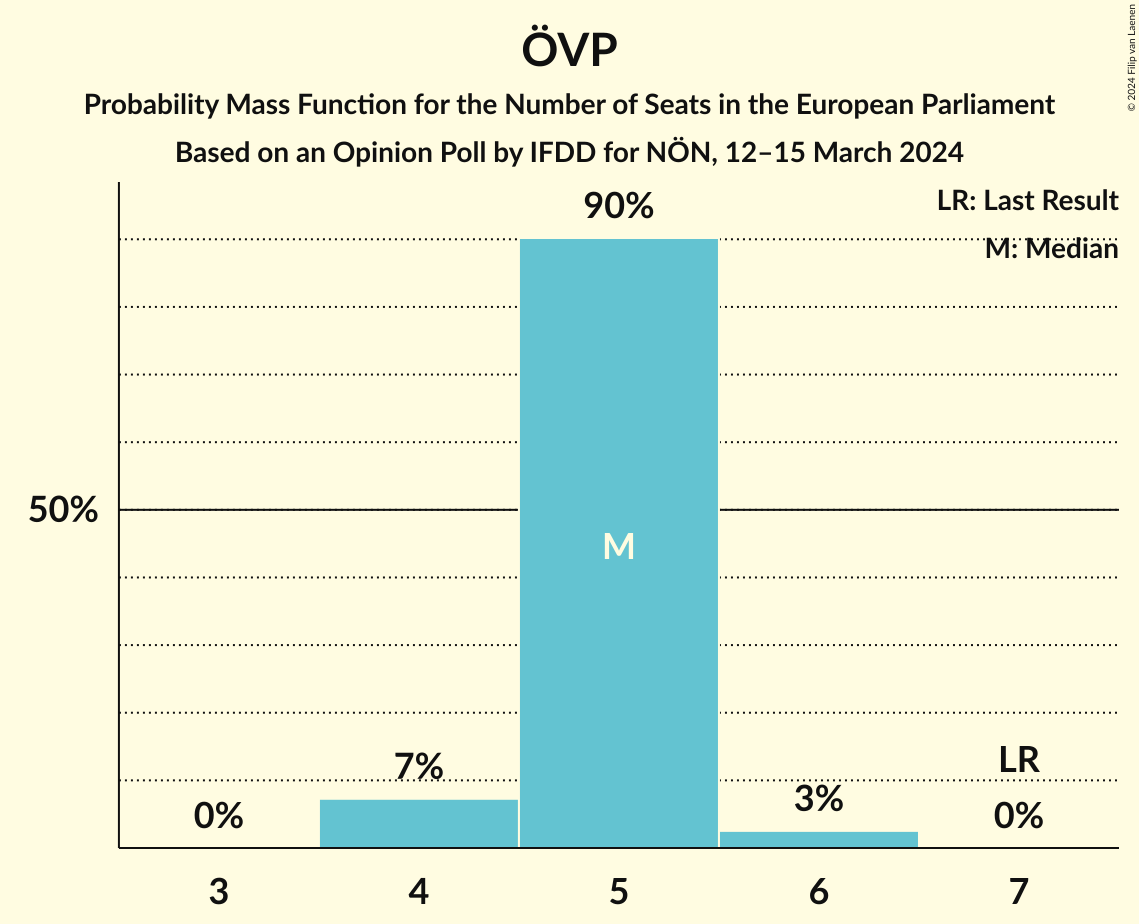 ÖVP
Probability Mass Function for the Number of Seats in the European Parliament
Based on an Opinion Poll by IFDD for NÖN, 12–15 March 2024
© 2024 Filip van Laenen
LR: Last Result
M: Median
90%
50%
M
7%
LR
3%
0%
0%
3 4 5 6 7